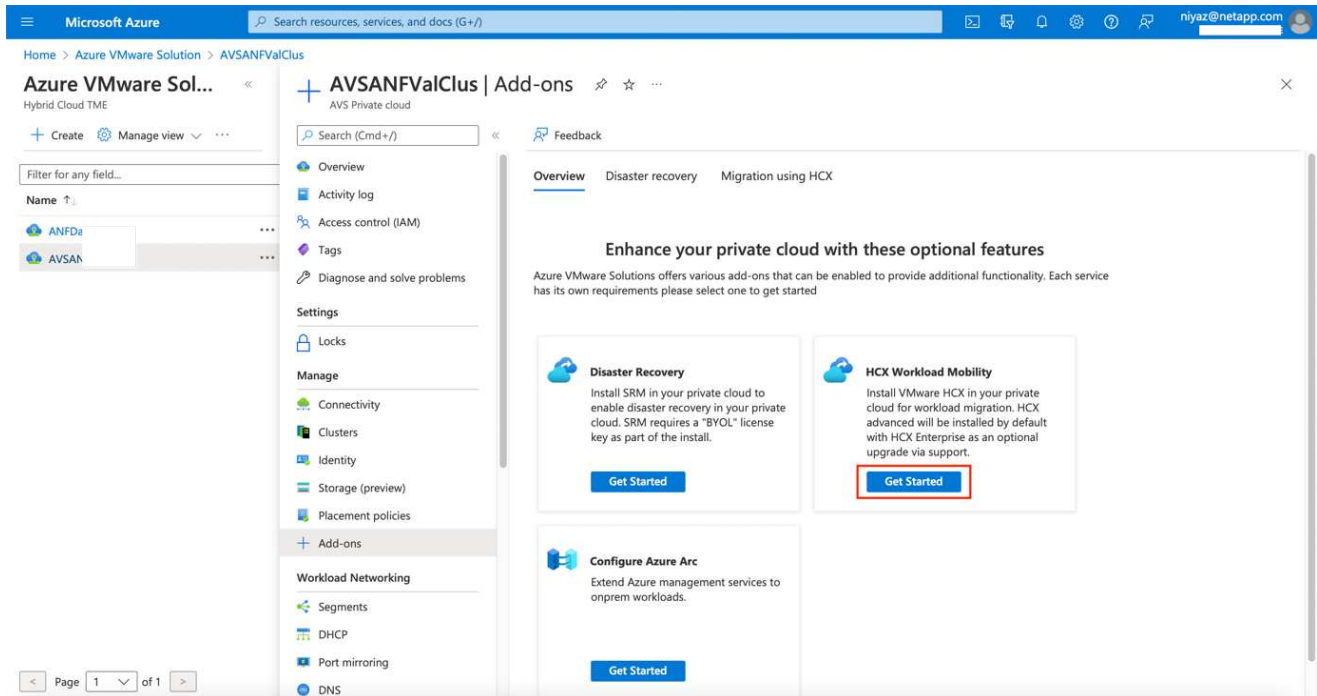 Microsoft Azure
Search resources, services, and docs (G+/)
niyaz@netapp.com
Home > Azure VMware Solution > AVSANFValClus
Azure VMware Sol... «
Hybrid Cloud TME
+ Create
Manage view
...
Filter for any field...
Name ↑↓
ANFDa
...
AVSAN
...
< Page 1 of 1 >
AVSANFValClus | Add-ons
...
AVS Private cloud
Search (Cmd+/)
«
Overview
Activity log
Access control (IAM)
Tags
Diagnose and solve problems
Settings
Locks
Manage
Connectivity
Clusters
Identity
Storage (preview)
Placement policies
Add-ons
Workload Networking
Segments
DHCP
Port mirroring
DNS
Feedback
Overview Disaster recovery Migration using HCX
Enhance your private cloud with these optional features
Azure VMware Solutions offers various add-ons that can be enabled to provide additional functionality. Each service
has its own requirements please select one to get started
Disaster Recovery
Install SRM in your private cloud to
enable disaster recovery in your private
cloud. SRM requires a "BYOL" license
key as part of the install.
Get Started
HCX Workload Mobility
Install VMware HCX in your private
cloud for workload migration. HCX
advanced will be installed by default
with HCX Enterprise as an optional
upgrade via support.
Get Started
Configure Azure Arc
Extend Azure management services to
onprem workloads.
Get Started